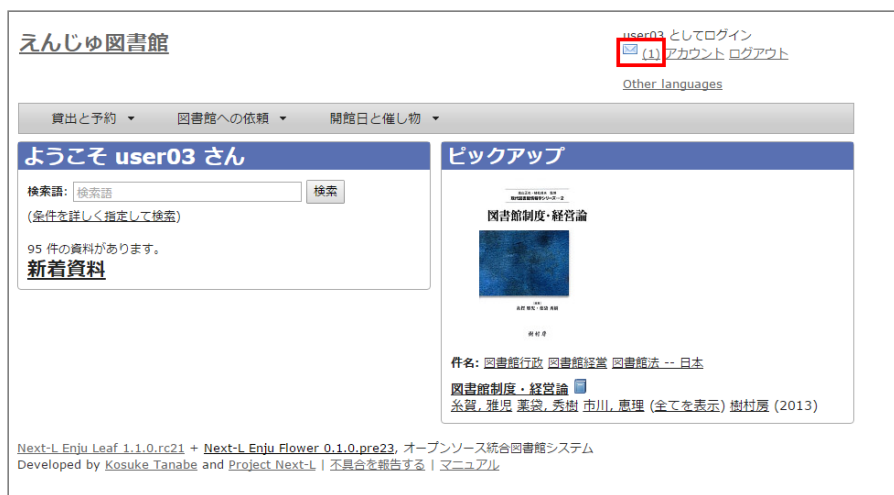 えんじゅ図書館
user03 としてログイン
(1) アカウント ログアウト
Other languages
貸出と予約 ▼ 図書館への依頼 ▼ 開館日と催し物 ▼
ようこそ user03 さん
検索語: 検索語 検索
(条件を詳しく指定して検索)
95 件の資料があります。
新着資料
ピックアップ
図書館制度・経営論
樹村房
件名: 図書館行政 図書館経営 図書館法 -- 日本
図書館制度・経営論
糸賀, 雅児 薬袋, 秀樹 市川, 恵理 (全てを表示) 樹村房 (2013)
Next-L Enju Leaf 1.1.0.rc21 + Next-L Enju Flower 0.1.0.pre23, オープンソース統合図書館システム
Developed by Kosuke Tanabe and Project Next-L | 不具合を報告する | マニュアル